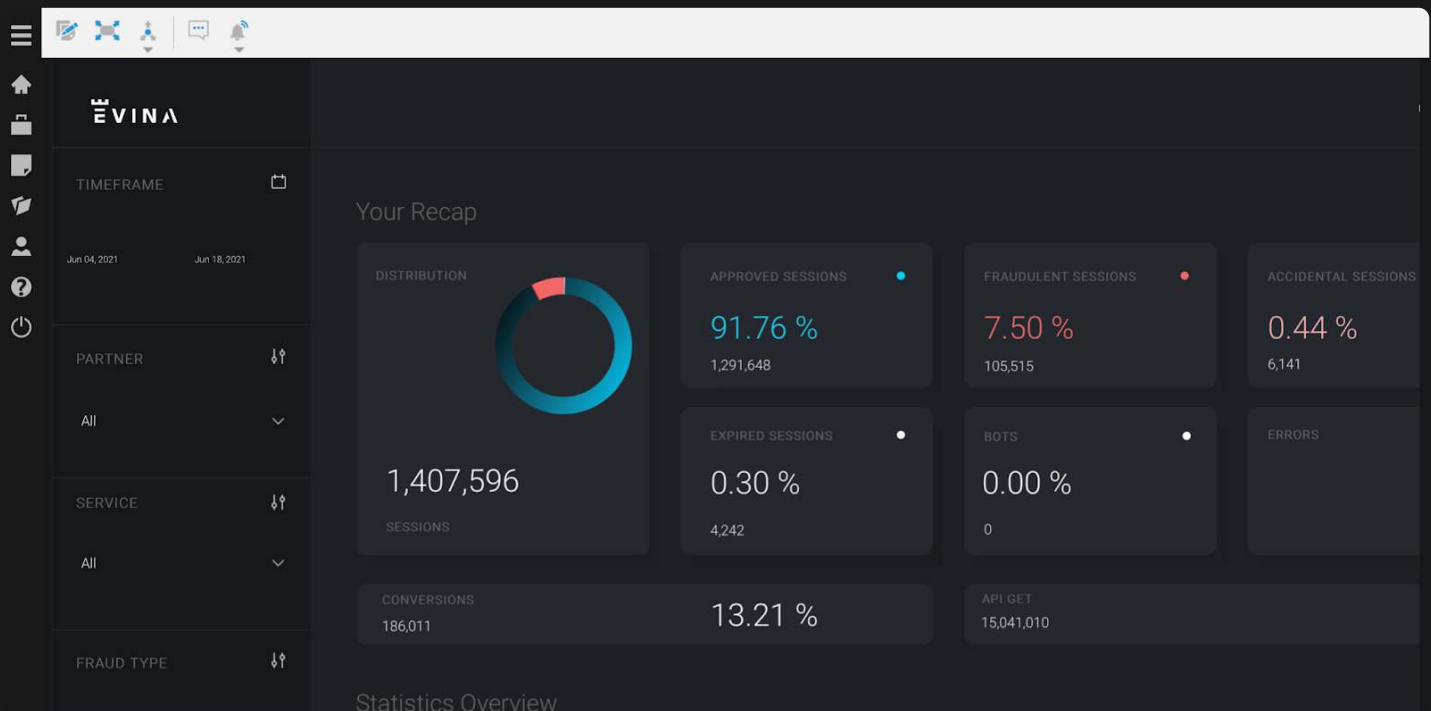 EVINA
TIMEFRAME
Jun 04, 2021
Jun 18, 2021
PARTNER
All
SERVICE
All
FRAUD TYPE
Your Recap
DISTRIBUTION
1,407,596
SESSIONS
APPROVED SESSIONS
91.76 %
1,291,648
FRAUDULENT SESSIONS
7.50 %
105,515
ACCIDENTAL SESSIONS
0.44 %
6,141
EXPIRED SESSIONS
0.30 %
4,242
BOTS
0.00 %
0
ERRORS
CONVERSIONS
186,011
13.21 %
API GET
15,041,010
Statistics Overview